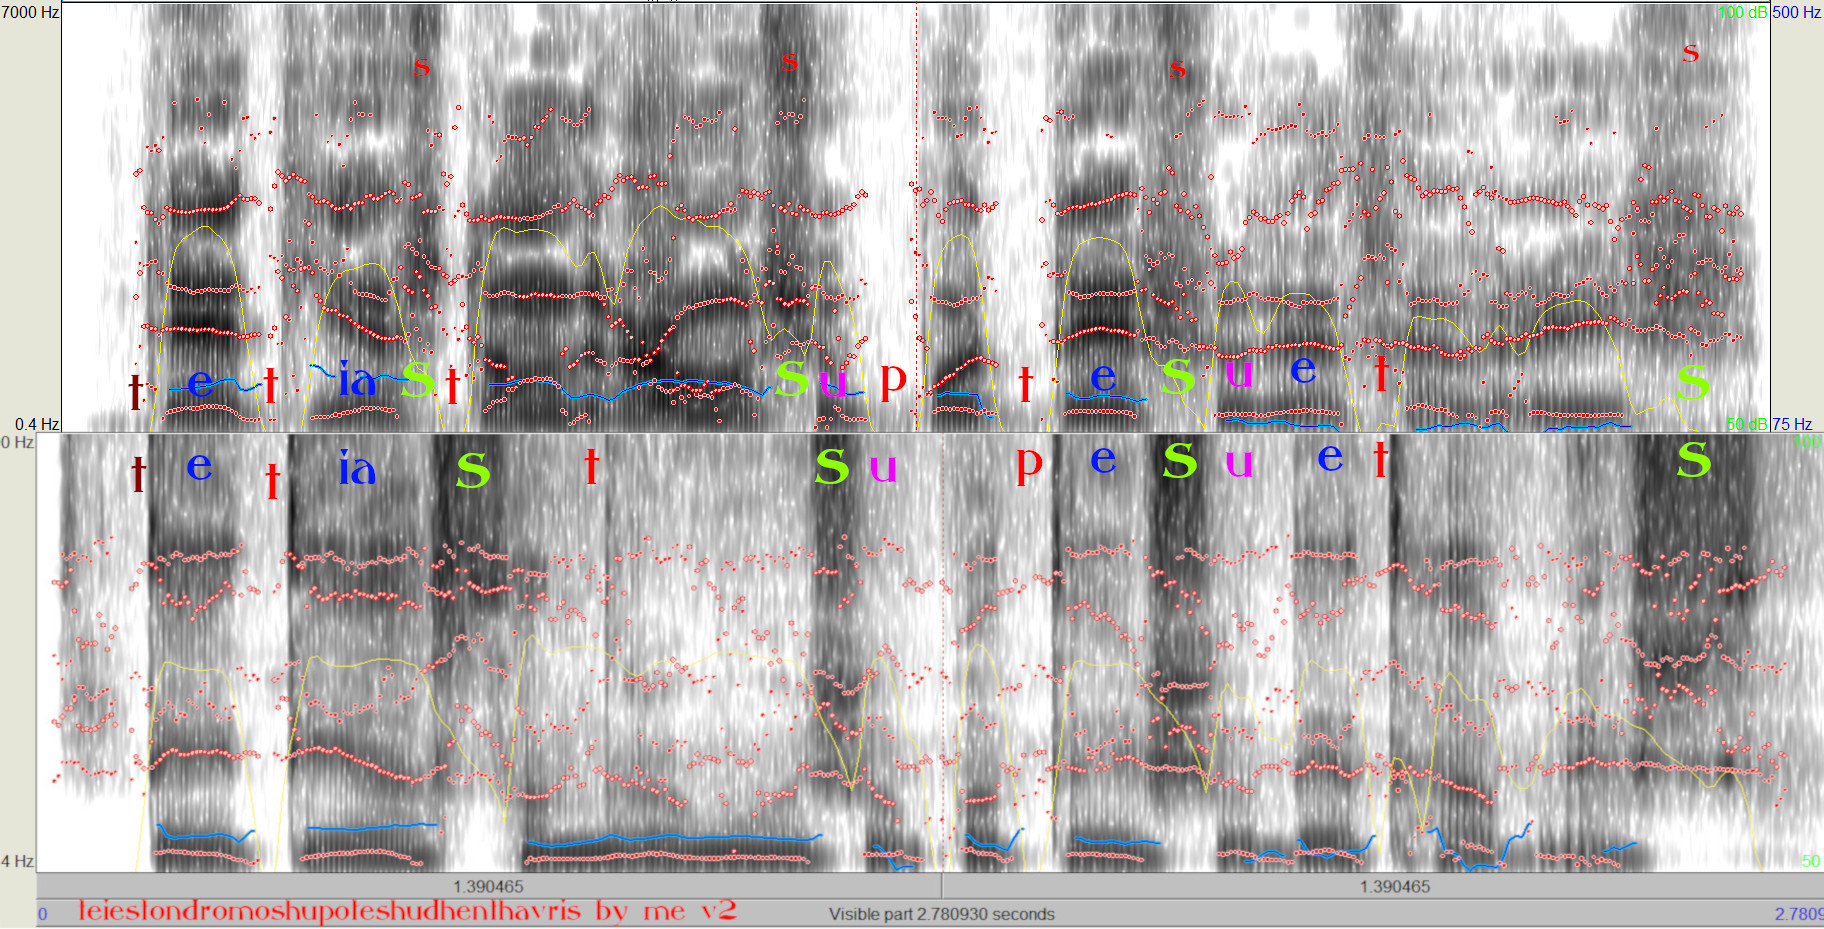 7000 Hz 100 dB 500 Hz
s s s s
t e t ia S t S u p t e S u e t S
0.4 Hz 50 dB 75 Hz
0 Hz 100
t e t ia S t S u p e S u e t S
4 Hz 50
1.390465 1.390465
0 teieslondromoshupoteshudhenthavris by me v2 Visible part 2.780930 seconds 2.7809